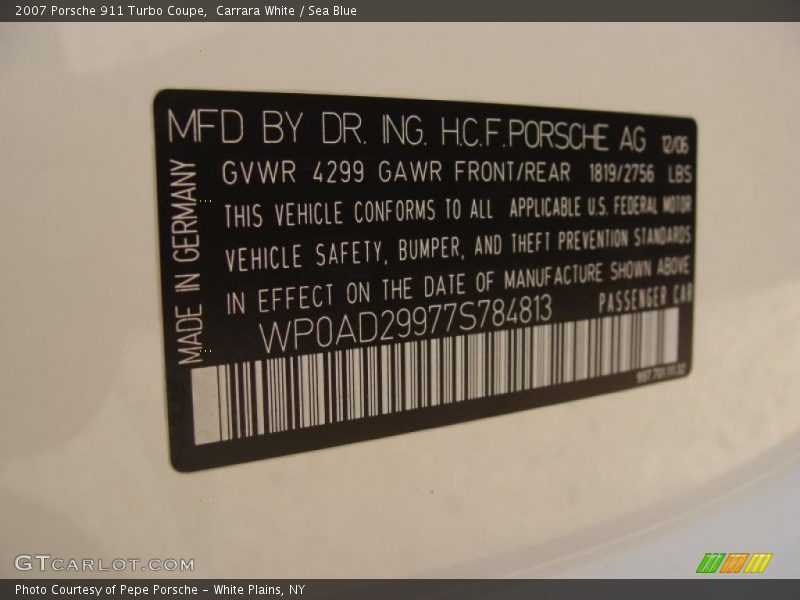 2007 Porsche 911 Turbo Coupe,  Carrara White / Sea Blue
MFD BY DR. ING. H.C.F. PORSCHE AG 12/06
GVWR 4299 GAWR FRONT/REAR 1819/2756 LBS
THIS VEHICLE CONFORMS TO ALL APPLICABLE U.S. FEDERAL MOTOR
VEHICLE SAFETY, BUMPER, AND THEFT PREVENTION STANDARDS
IN EFFECT ON THE DATE OF MANUFACTURE SHOWN ABOVE
WP0AD29977S784813 PASSENGER CAR
MADE IN GERMANY
GTCARLOT.COM
Photo Courtesy of Pepe Porsche – White Plains, NY